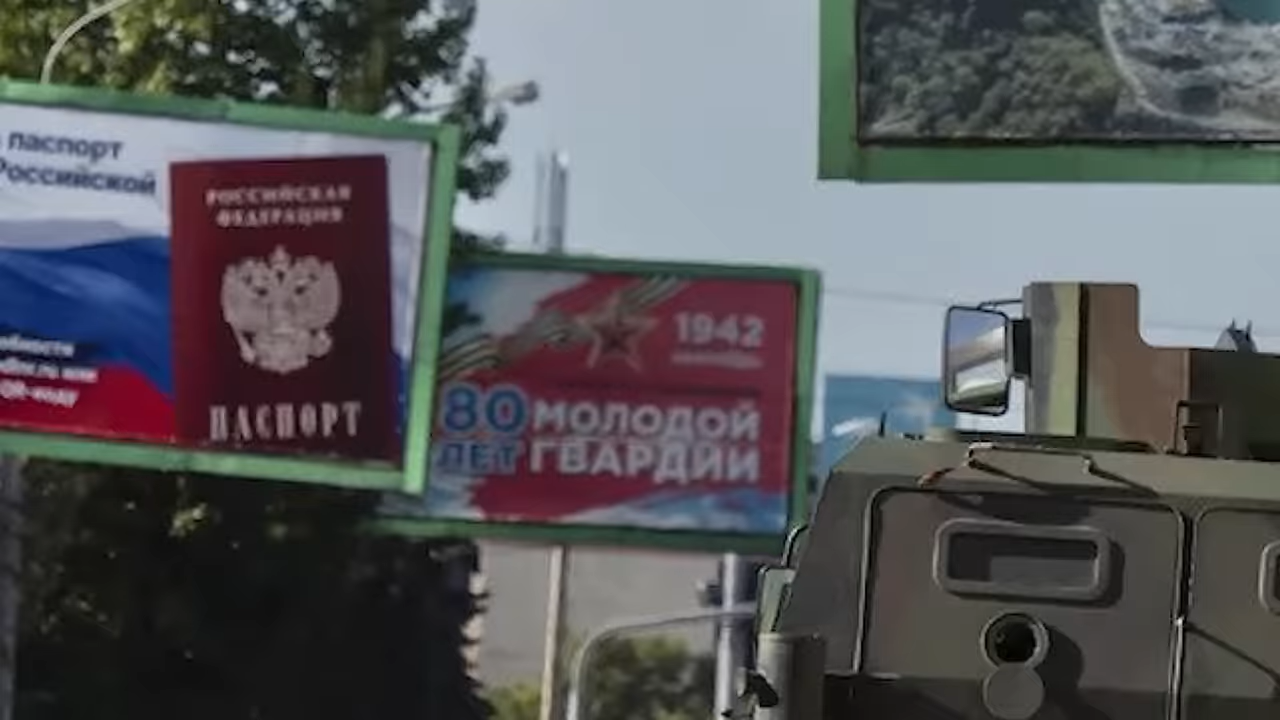 паспорт
Российской
РОССИЙСКАЯ
ФЕДЕРАЦИЯ
ПАСПОРТ
1942
80 МОЛОДОЙ
ЛЕТ ГВАРДИИ